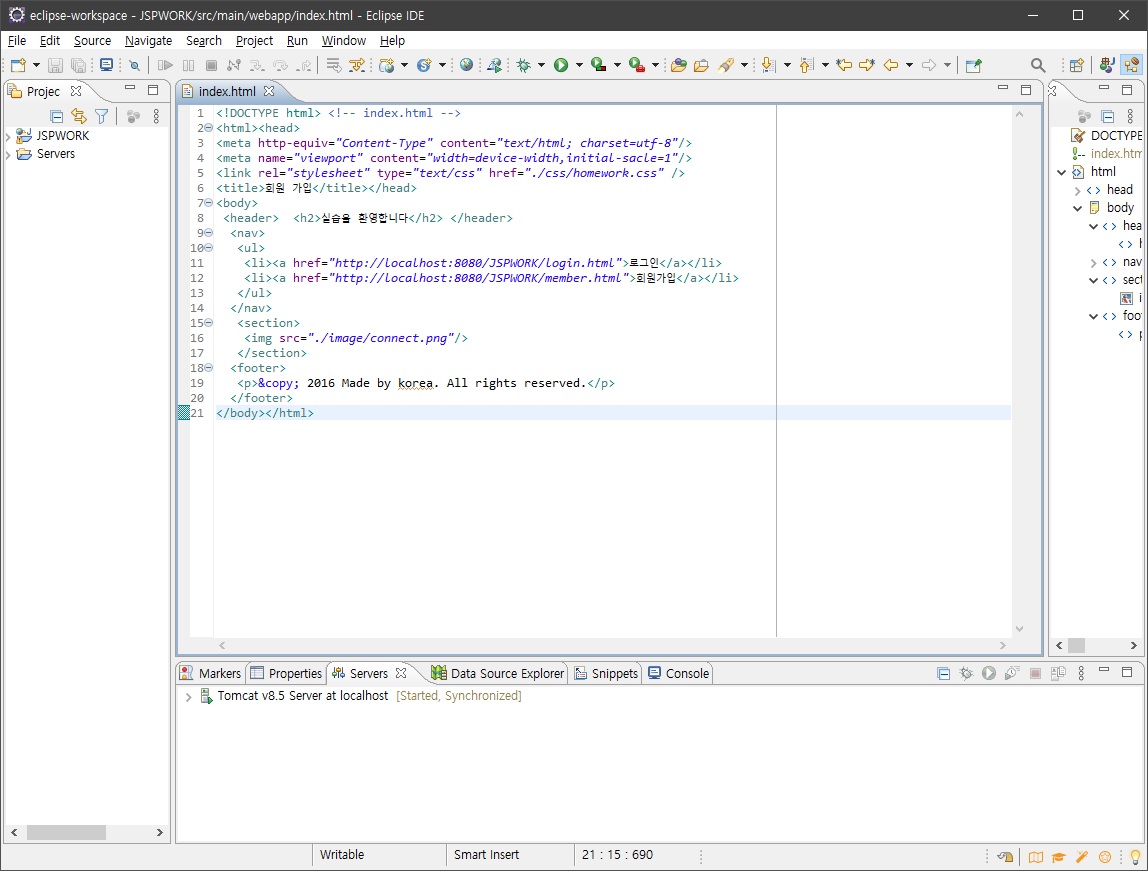 eclipse-workspace - JSPWORK/src/main/webapp/index.html - Eclipse IDE
File Edit Source Navigate Search Project Run Window Help
Projec
index.html
JSPWORK
Servers
1 <!DOCTYPE html> <!-- index.html -->
2 <html><head>
3 <meta http-equiv="Content-Type" content="text/html; charset=utf-8"/>
4 <meta name="viewport" content="width=device-width,initial-sacle=1"/>
5 <link rel="stylesheet" type="text/css" href="./css/homework.css" />
6 <title>회원 가입</title></head>
7 <body>
8 <header> <h2>실습을 환영합니다</h2> </header>
9 <nav>
10 <ul>
11 <li><a href="http://localhost:8080/JSPWORK/login.html">로그인</a></li>
12 <li><a href="http://localhost:8080/JSPWORK/member.html">회원가입</a></li>
13 </ul>
14 </nav>
15 <section>
16 <img src="./image/connect.png"/>
17 </section>
18 <footer>
19 <p>&copy; 2016 Made by korea. All rights reserved.</p>
20 </footer>
21 </body></html>
DOCTYPE
index.htm
html
head
body
hea
h
nav
sect
i
foo
p
Markers Properties Servers Data Source Explorer Snippets Console
Tomcat v8.5 Server at localhost [Started, Synchronized]
Writable Smart Insert 21 : 15 : 690